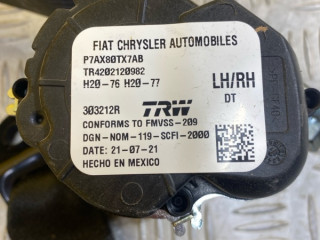 FIAT CHRYSLER AUTOMOBILES
P7AX80TX7AB
TR4202120982
H20-76 H20-77
LH/RH
DT
303212R
TRW
CONFORMS TO FMVSS-209
DGN-NOM-119-SCFI-2000
DATE: 21-07-21
HECHO EN MEXICO